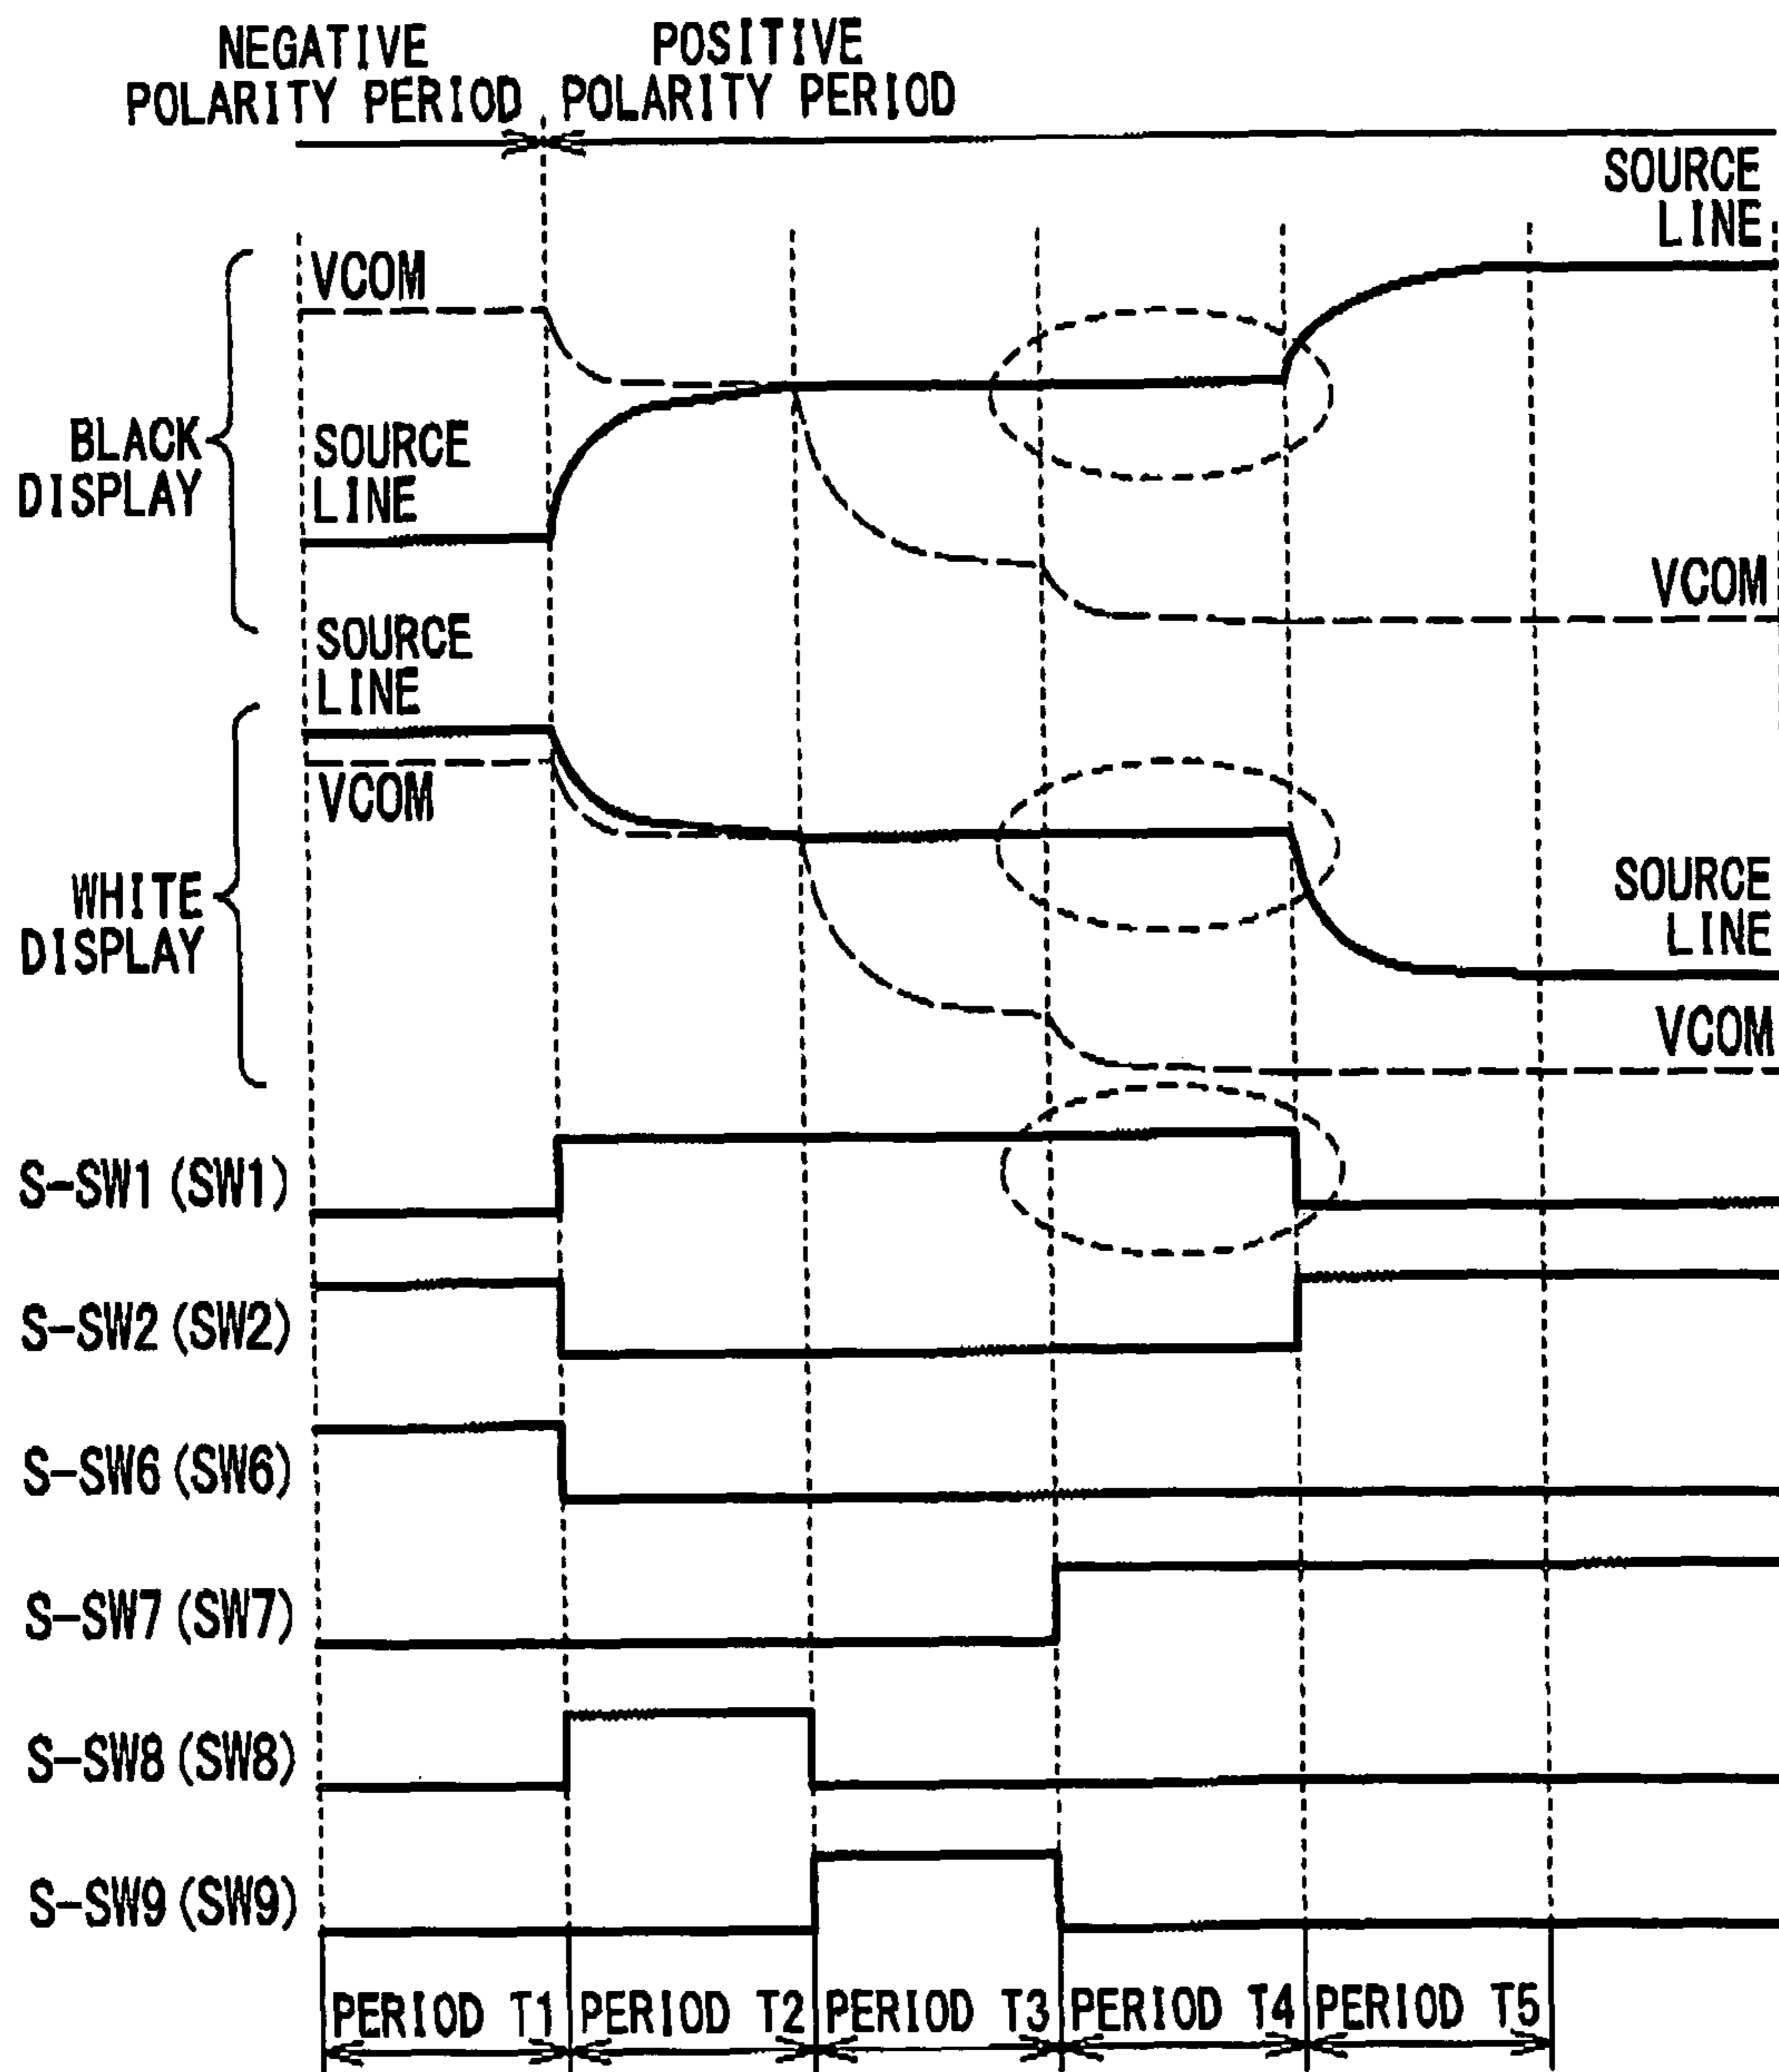 NEGATIVE
POLARITY PERIOD
POSITIVE
POLARITY PERIOD
SOURCE
LINE
VCOM
BLACK
DISPLAY
SOURCE
LINE
VCOM
SOURCE
LINE
VCOM
WHITE
DISPLAY
SOURCE
LINE
VCOM
S-SW1(SW1)
S-SW2(SW2)
S-SW6(SW6)
S-SW7(SW7)
S-SW8(SW8)
S-SW9(SW9)
PERIOD T1
PERIOD T2
PERIOD T3
PERIOD T4
PERIOD T5